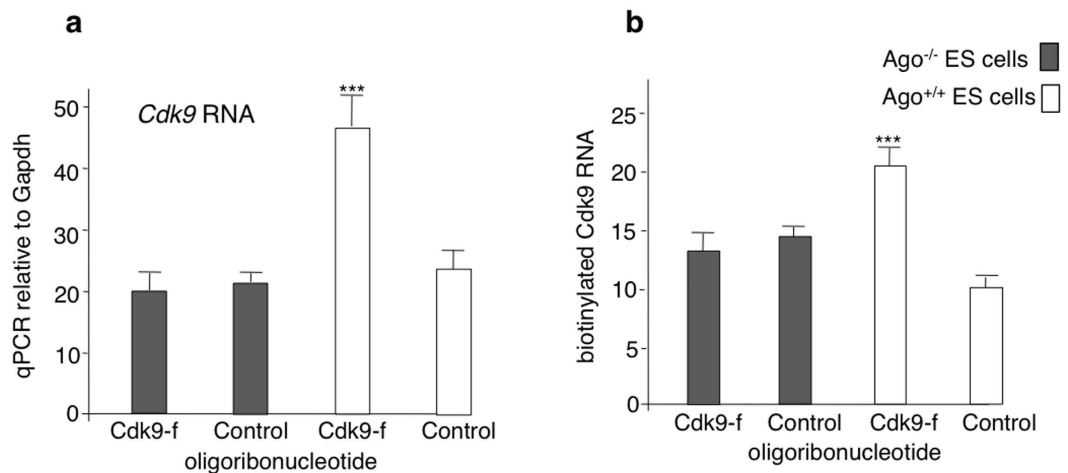 a
qPCR relative to Gapdh
50
40
30
20
10
0
Cdk9 RNA
***
Cdk9-f
Control
Cdk9-f
Control
oligoribonucleotide
b
Ago-/- ES cells
Ago+/+ ES cells
biotinylated Cdk9 RNA
25
20
15
10
5
0
***
Cdk9-f
Control
Cdk9-f
Control
oligoribonucleotide